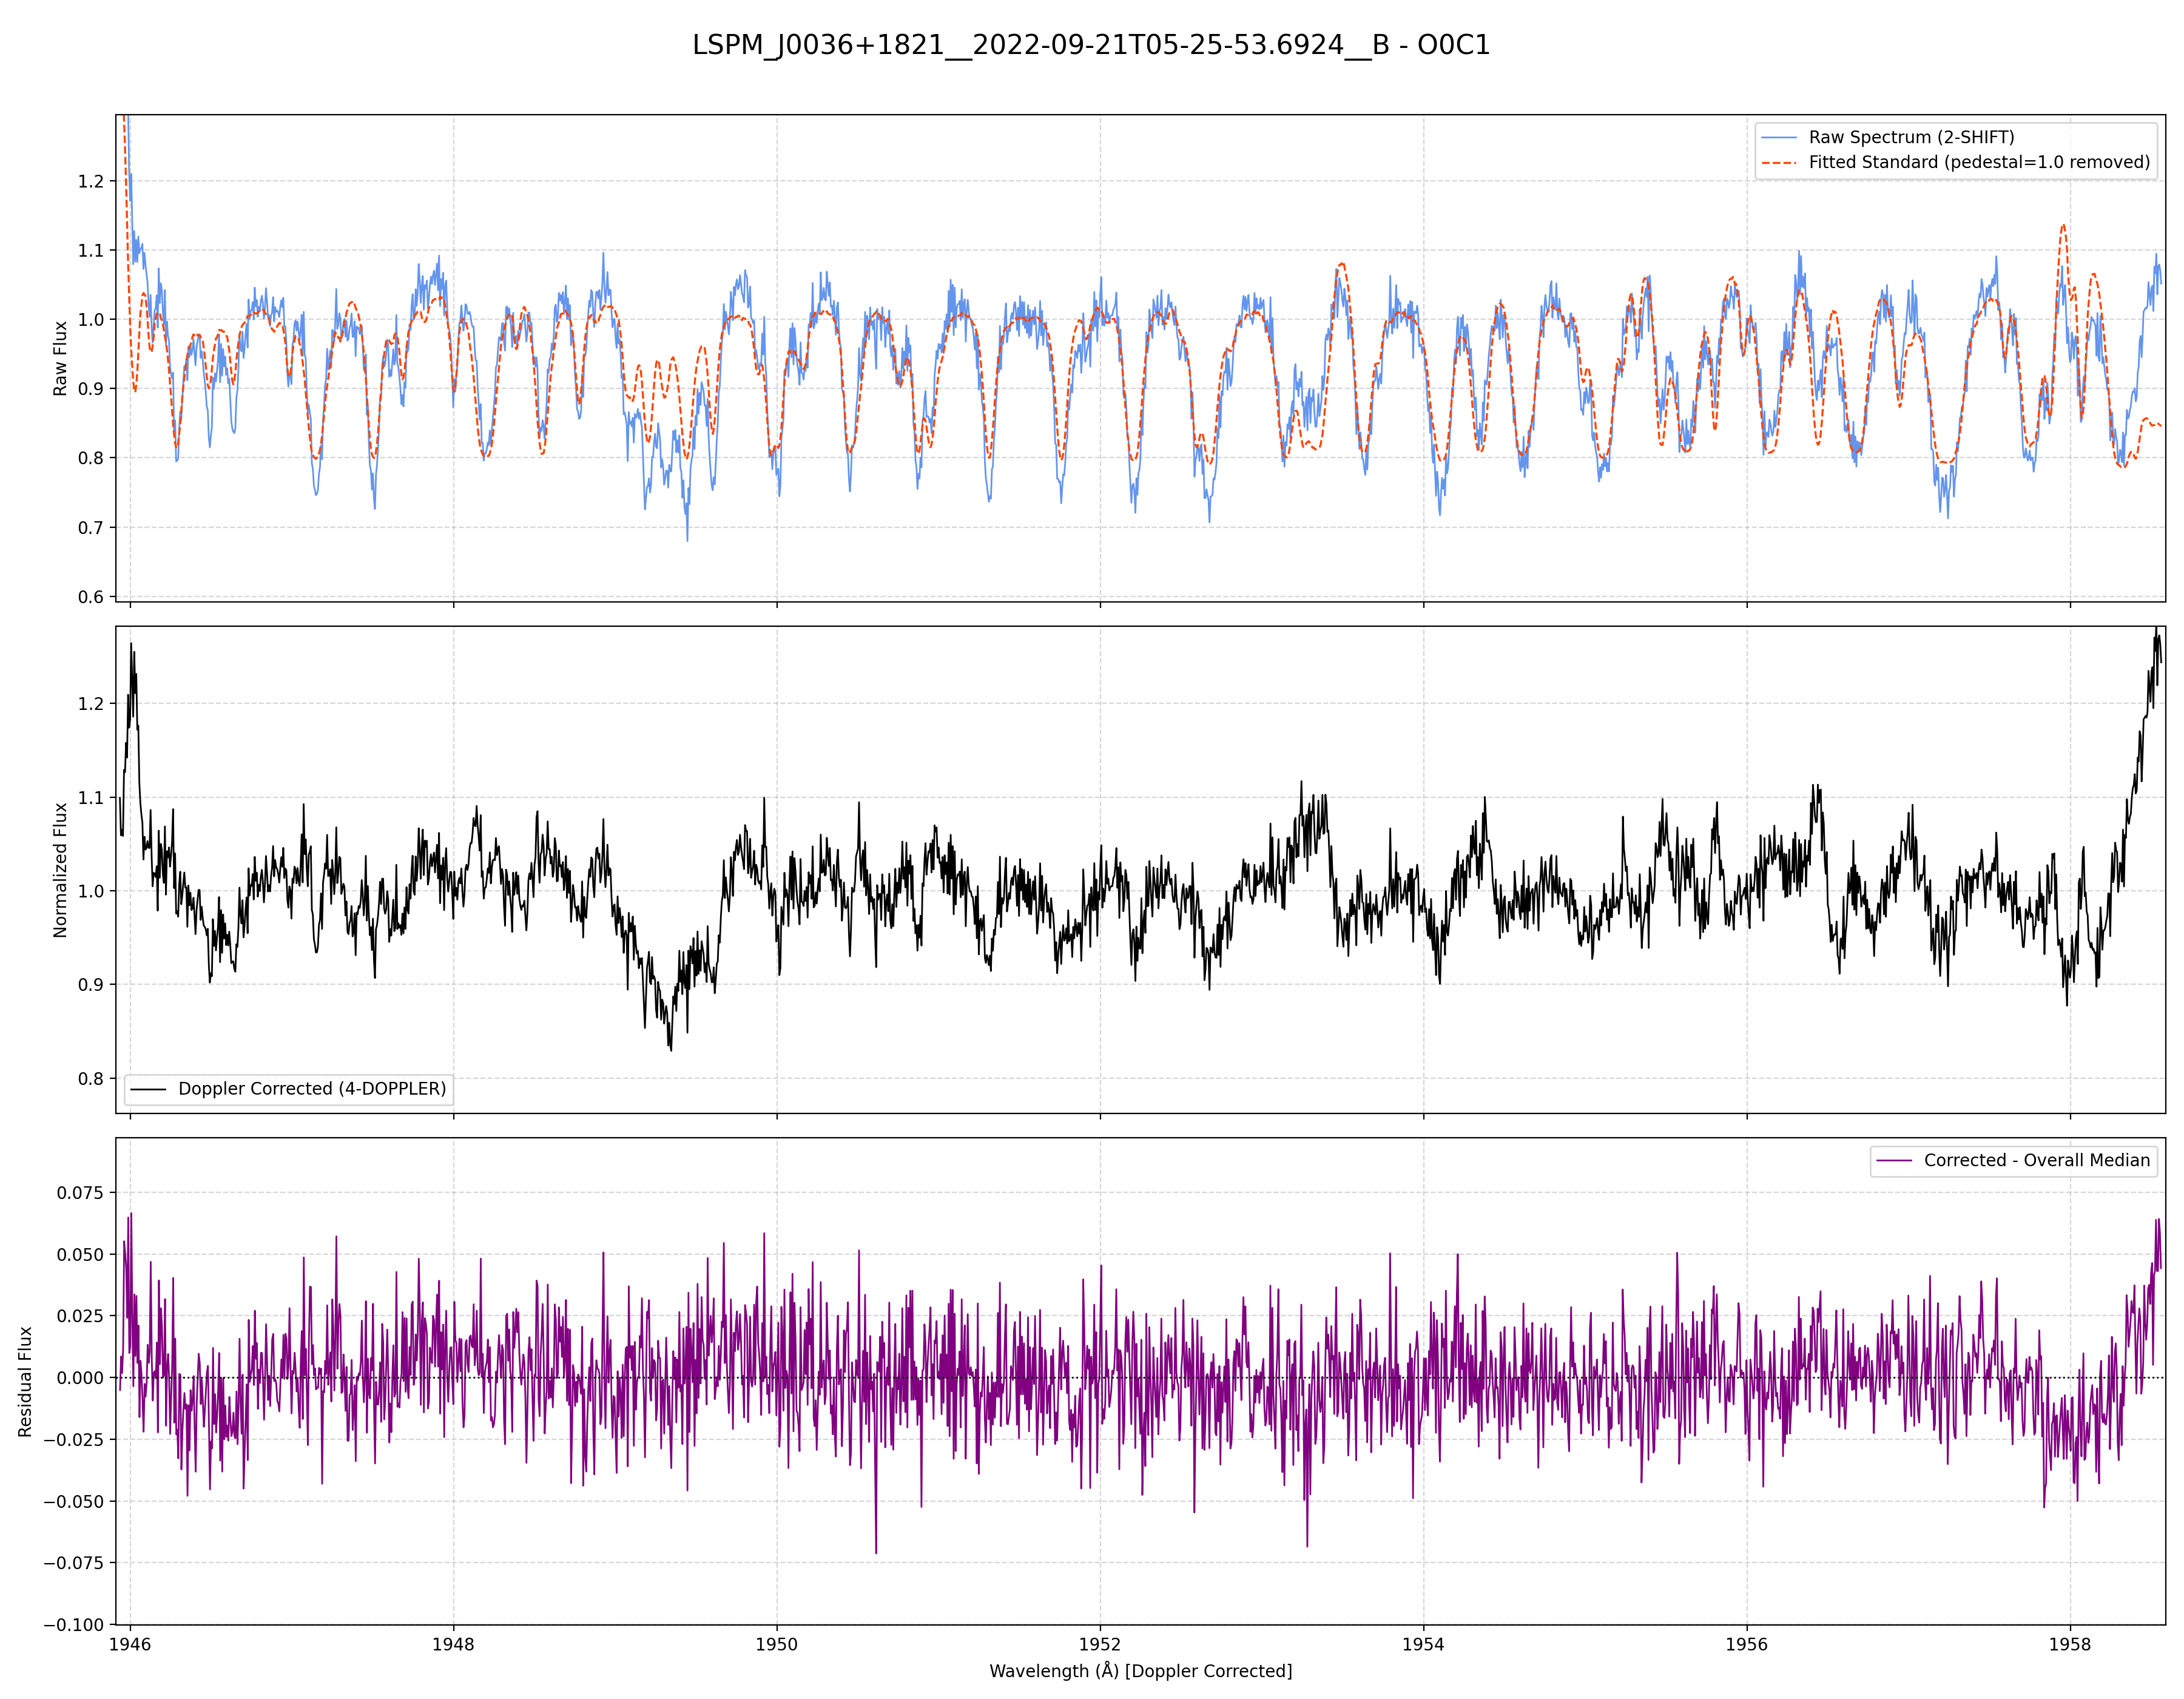 LSPM_J0036+1821__2022-09-21T05-25-53.6924__B - O0C1
Raw Flux
1.2
1.1
1.0
0.9
0.8
0.7
0.6
Raw Spectrum (2-SHIFT)
Fitted Standard (pedestal=1.0 removed)
Normalized Flux
1.2
1.1
1.0
0.9
0.8
Doppler Corrected (4-DOPPLER)
Residual Flux
0.075
0.050
0.025
0.000
−0.025
−0.050
−0.075
−0.100
Corrected - Overall Median
1946 1948 1950 1952 1954 1956 1958
Wavelength (Å) [Doppler Corrected]